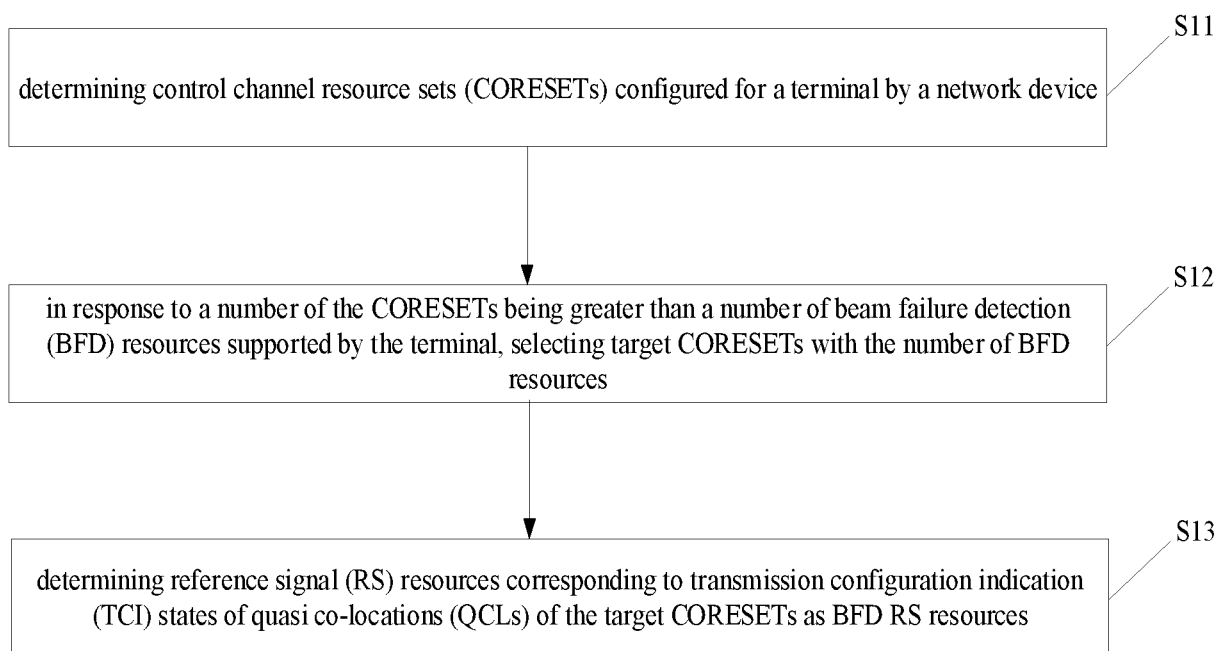 S11
determining control channel resource sets (CORESETs) configured for a terminal by a network device
S12
in response to a number of the CORESETs being greater than a number of beam failure detection
(BFD) resources supported by the terminal, selecting target CORESETs with the number of BFD
resources
S13
determining reference signal (RS) resources corresponding to transmission configuration indication
(TCI) states of quasi co-locations (QCLs) of the target CORESETs as BFD RS resources